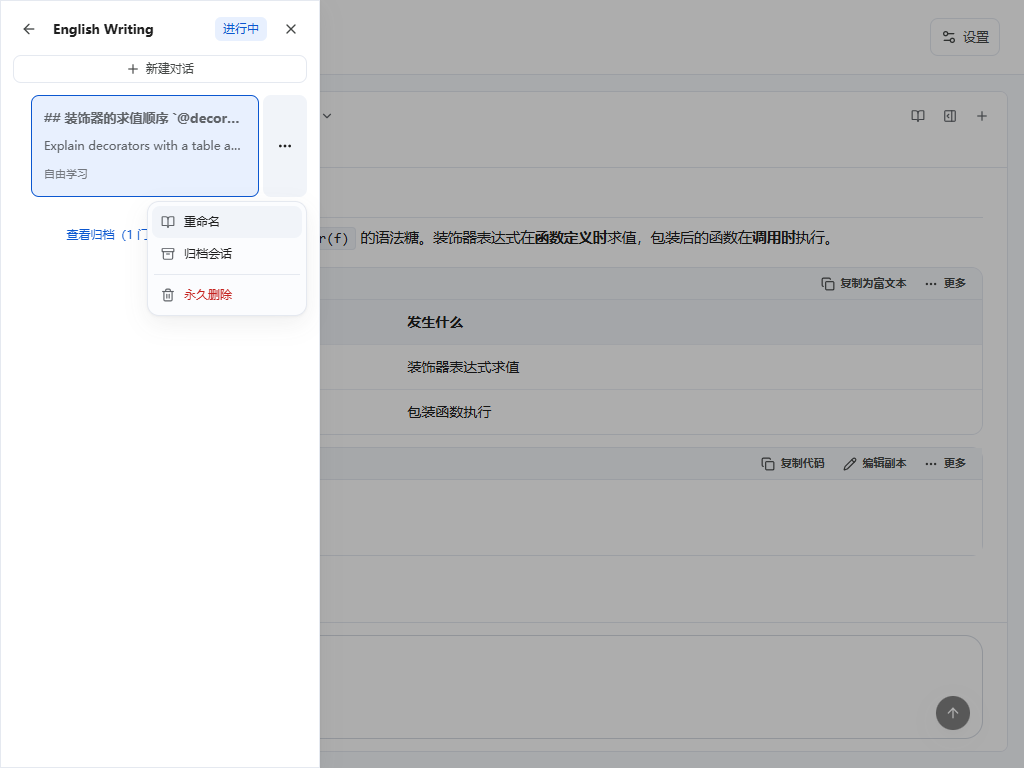 English Writing
进行中
新建对话
设置
## 装饰器的求值顺序 `@decor...
Explain decorators with a table a...
自由学习
重命名
归档会话
永久删除
查看归档（1 门
r(f) 的语法糖。装饰器表达式在函数定义时求值，包装后的函数在调用时执行。
复制为富文本
更多
发生什么
装饰器表达式求值
包装函数执行
复制代码
编辑副本
更多